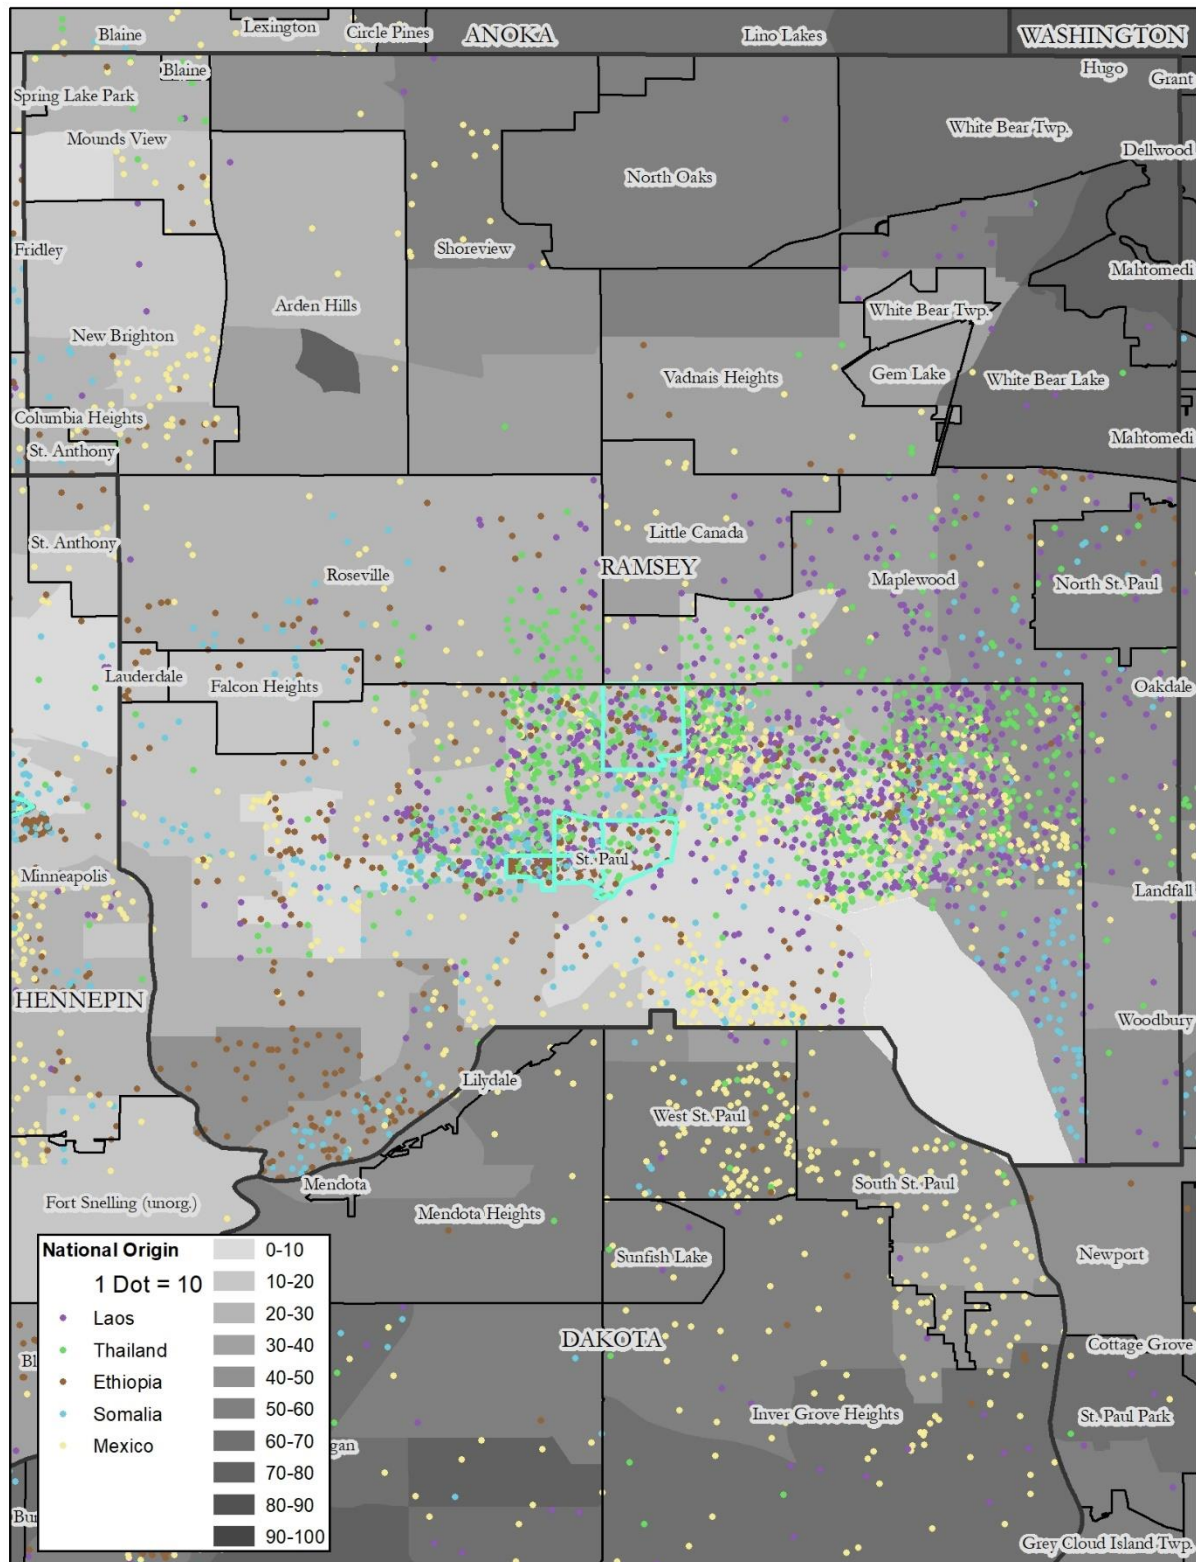 Blaine
Lexington
Circle Pines
ANOKA
Lino Lakes
WASHINGTON
Blaine
Hugo
Grant
Spring Lake Park
Mounds View
White Bear Twp.
Dellwood
North Oaks
Fridley
Shoreview
Mahtomedi
Arden Hills
White Bear Twp.
New Brighton
Vadnais Heights
Gem Lake
White Bear Lake
Columbia Heights
Mahtomedi
St. Anthony
St. Anthony
Little Canada
Roseville
RAMSEY
Maplewood
North St. Paul
Lauderdale
Falcon Heights
Oakdale
St. Paul
Minneapolis
Landfall
HENNEPIN
Woodbury
Lilydale
West St. Paul
Mendota
South St. Paul
Fort Snelling (unorg.)
Mendota Heights
Sunfish Lake
Newport
DAKOTA
Cottage Grove
Inver Grove Heights
St. Paul Park
Grey Cloud Island Twp.
Bl
Bu
gan
National Origin
1 Dot = 10
Laos
Thailand
Ethiopia
Somalia
Mexico
0-10
10-20
20-30
30-40
40-50
50-60
60-70
70-80
80-90
90-100